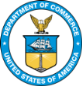 DEPARTMENT OF COMMERCE
UNITED STATES OF AMERICA